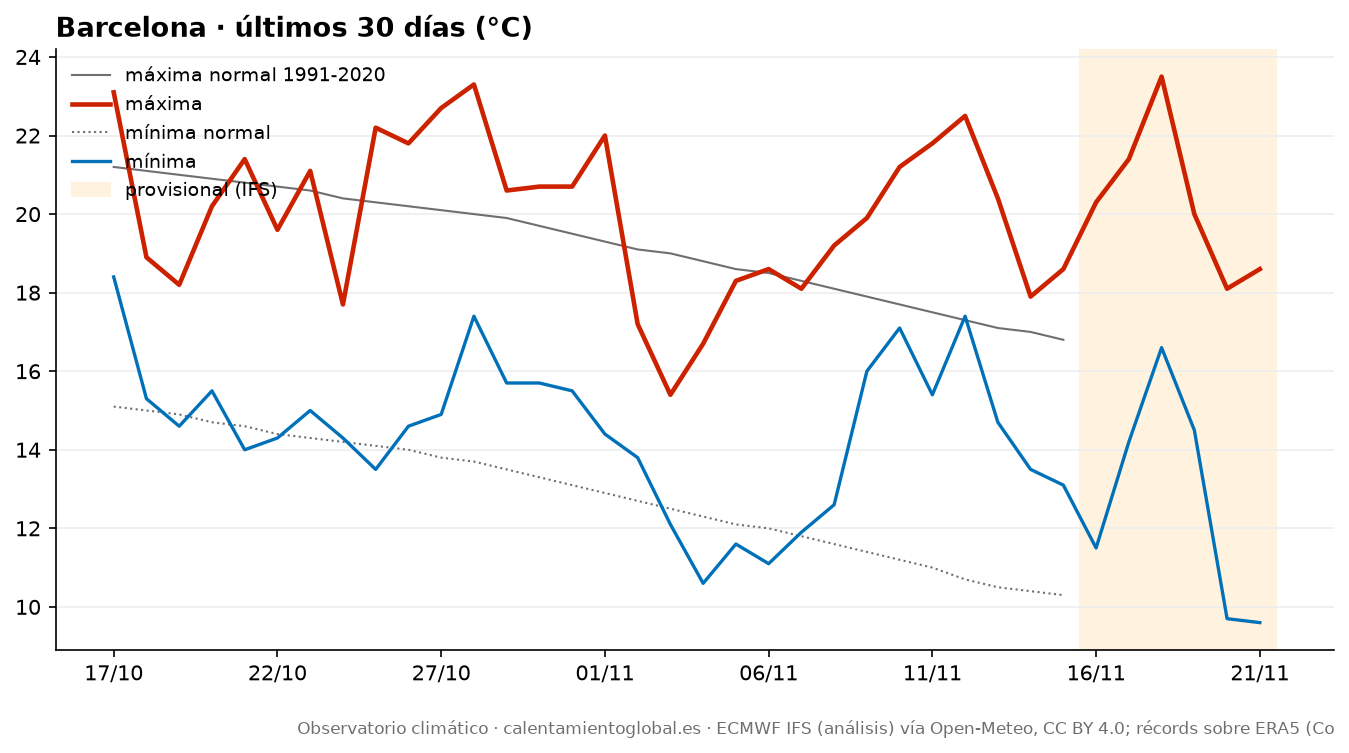 Barcelona · últimos 30 días (°C)
24
22
20
18
16
14
12
10
máxima normal 1991-2020
máxima
mínima normal
mínima
provisional (IFS)
17/10 22/10 27/10 01/11 06/11 11/11 16/11 21/11
Observatorio climático · calentamientoglobal.es · ECMWF IFS (análisis) vía Open-Meteo, CC BY 4.0; récords sobre ERA5 (Co